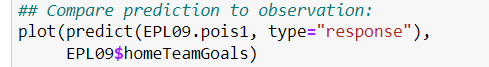 ## Compare prediction to observation:
plot(predict(EPL09.pois1, type="response"),
EPL09$homeTeamGoals)